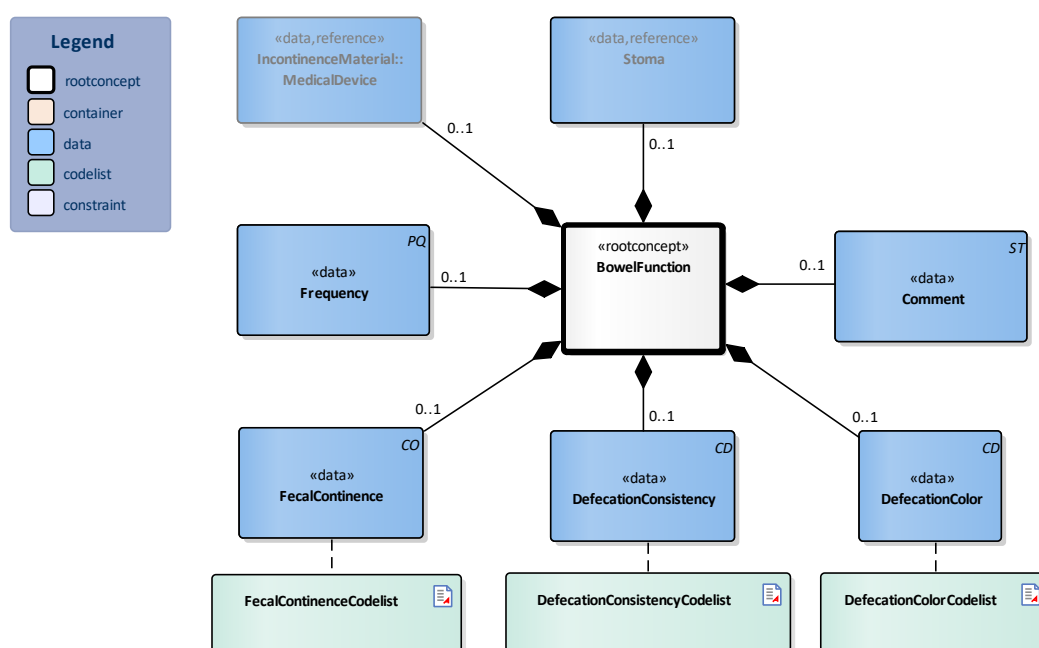 Legend
rootconcept
container
data
codelist
constraint
«data,reference»
IncontinenceMaterial::
MedicalDevice
«data,reference»
Stoma
0..1
0..1
PQ
«data»
Frequency
0..1
«rootconcept»
BowelFunction
0..1
ST
«data»
Comment
0..1
0..1
0..1
CO
«data»
FecalContinence
CD
«data»
DefecationConsistency
CD
«data»
DefecationColor
FecalContinenceCodelist
DefecationConsistencyCodelist
DefecationColorCodelist